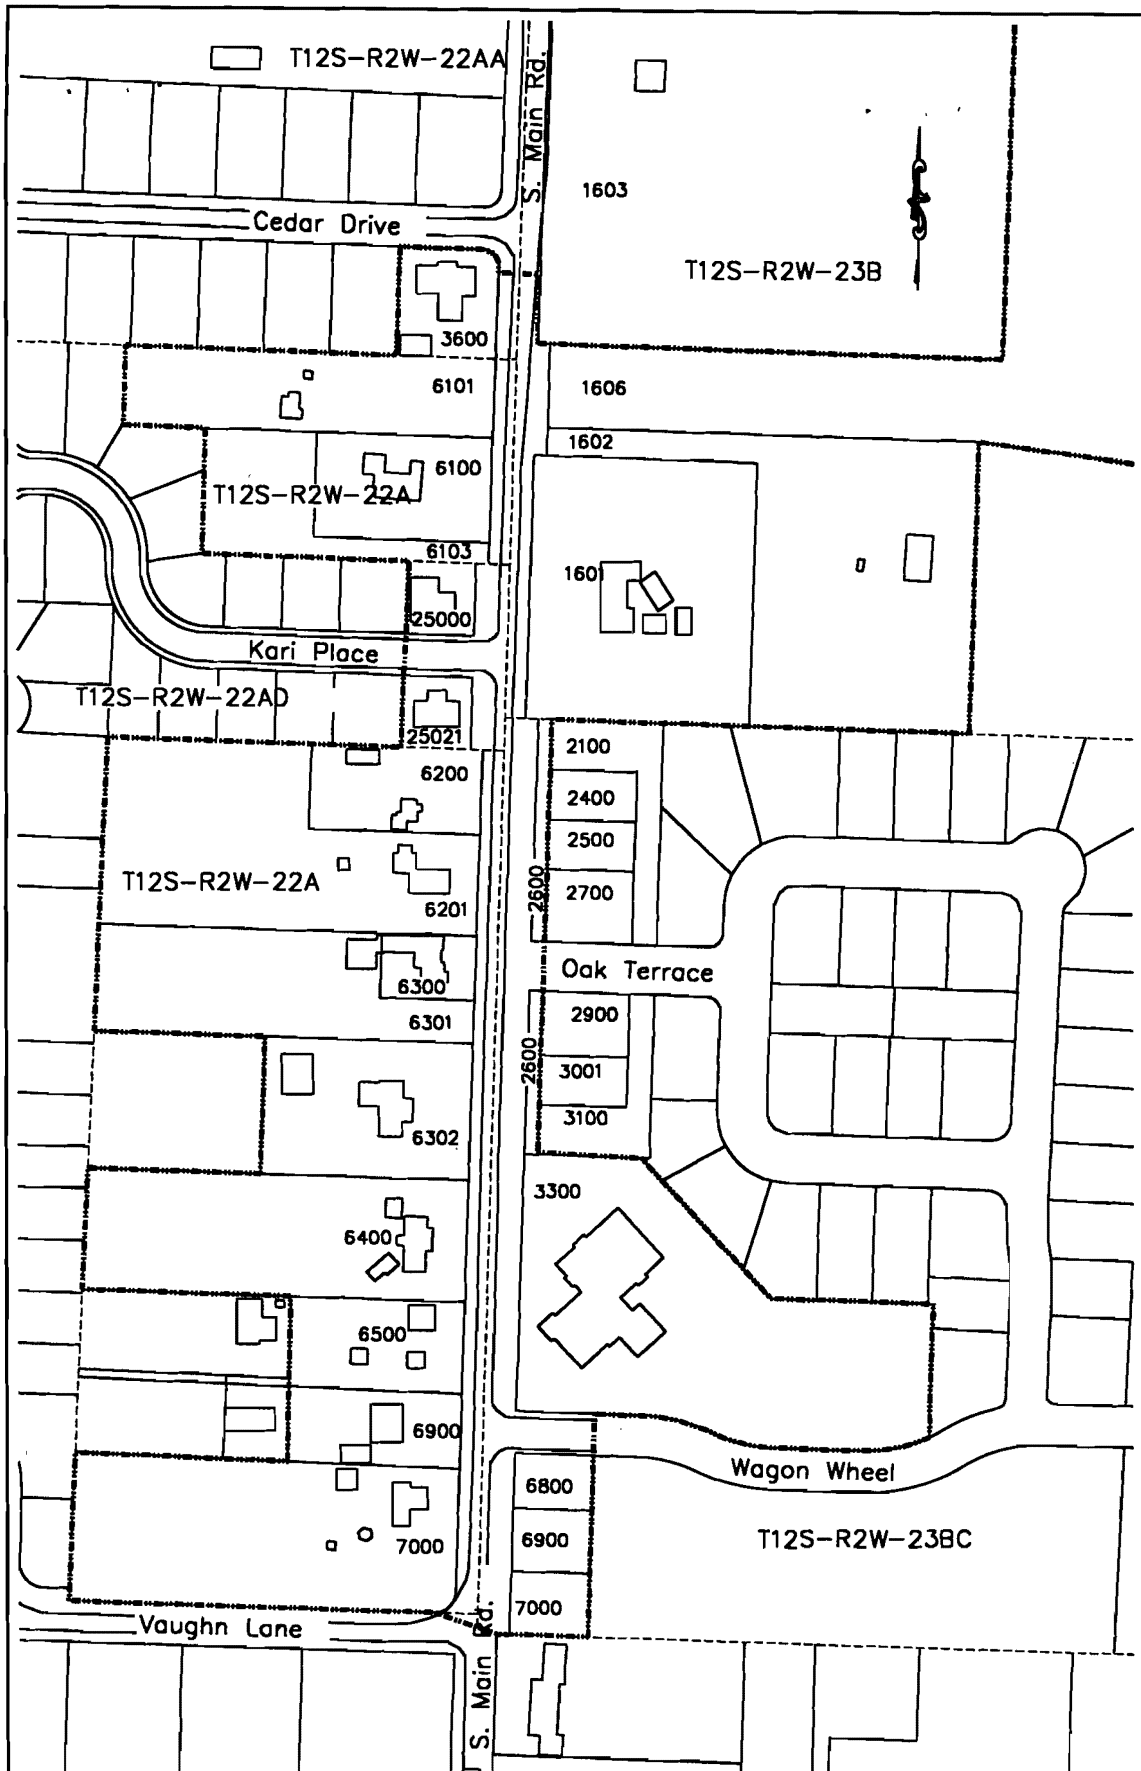 T12S-R2W-22AA
S. Main Rd.
1603
Cedar Drive
T12S-R2W-23B
3600
6101
1606
1602
6100
T12S-R2W-22A
6103
1601
25000
Kari Place
T12S-R2W-22AD
25021
2100
6200
2400
2500
T12S-R2W-22A
2600
2700
6201
Oak Terrace
6300
6301
2900
2600
3001
3100
6302
3300
6400
6500
6900
Wagon Wheel
6800
T12S-R2W-23BC
6900
7000
7000
Vaughn Lane
S. Main Rd.